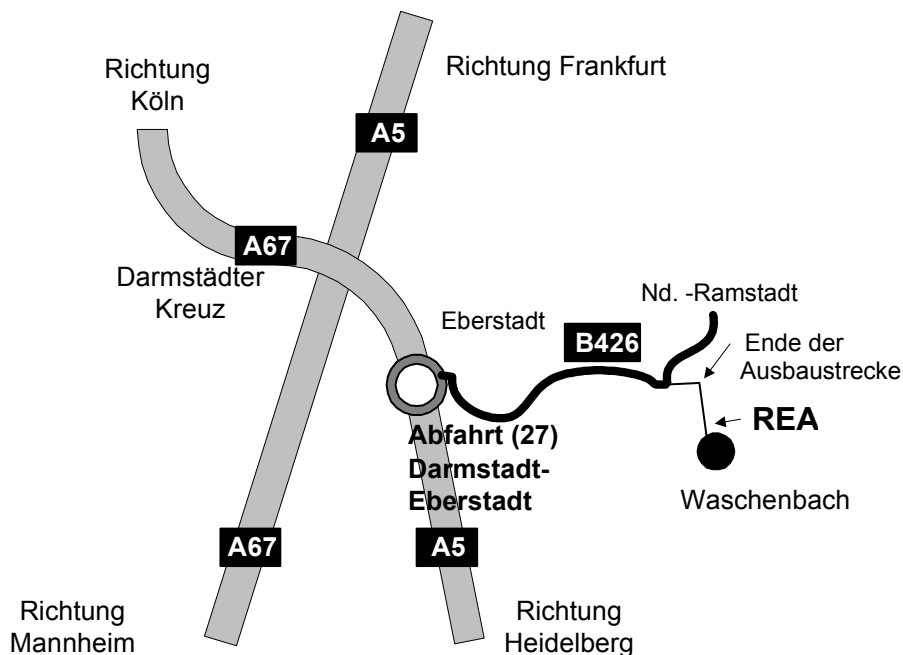 Richtung
Köln
Richtung Frankfurt
A5
A67
Darmstädter
Kreuz
Eberstadt
Nd. -Ramstadt
B426
Ende der
Ausbaustrecke
REA
Abfahrt (27)
Darmstadt-
Eberstadt
Waschenbach
A67
A5
Richtung
Mannheim
Richtung
Heidelberg